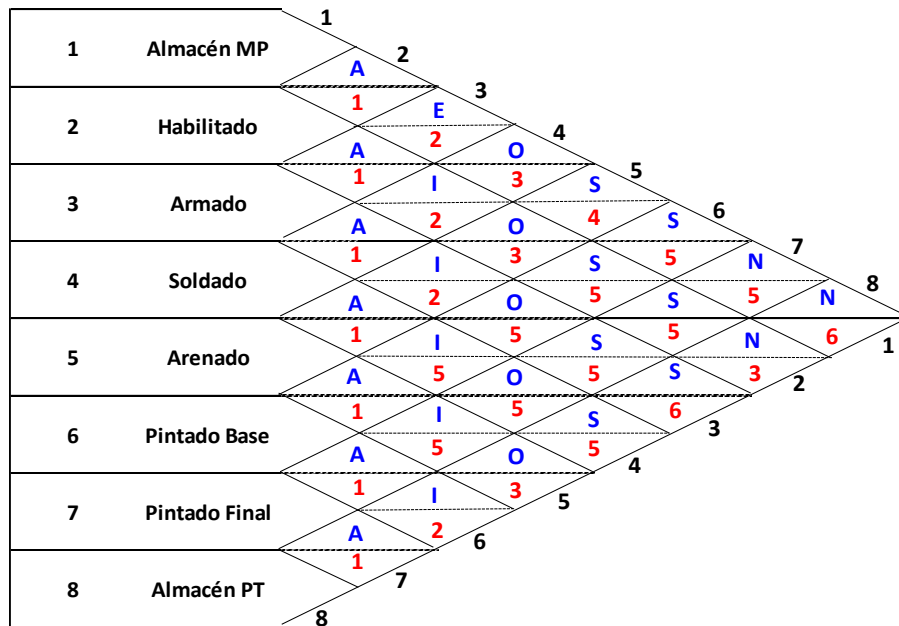 1
1 Almacén MP 2
A
3
1 E
2 Habilitado 2 4
A O
5
1 I 3 S
3 Armado 6
A 2 O 4 S
7
1 I 3 S 5 N
4 Soldado 8
A 2 O 5 S 5 N
1 I 5 S 5 N 6 1
5 Arenado
A 5 O 5 S 3 2
1 I 5 S 6 3
6 Pintado Base
A 5 O 5 4
1 I 3 5
7 Pintado Final
A 2 6
1 7
8 Almacén PT
8